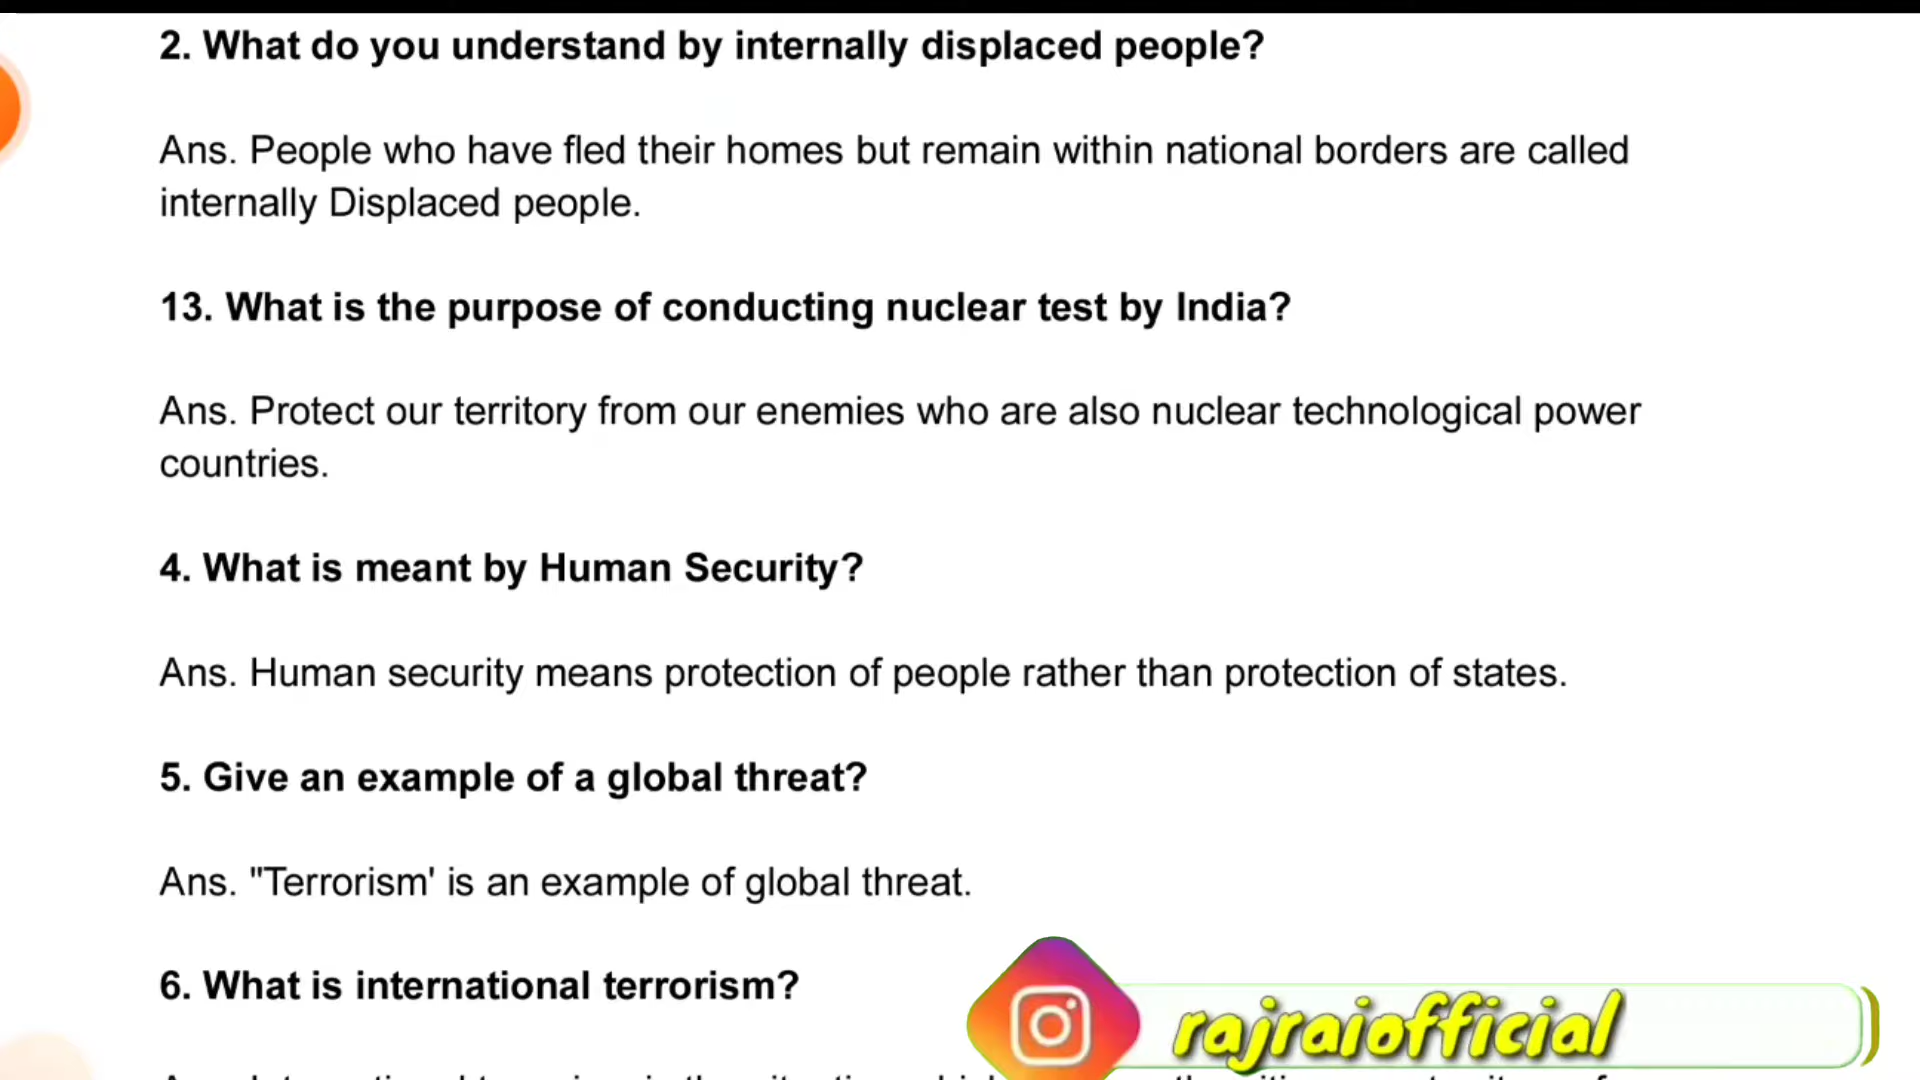 2. What do you understand by internally displaced people?
Ans. People who have fled their homes but remain within national borders are called
internally Displaced people.
13. What is the purpose of conducting nuclear test by India?
Ans. Protect our territory from our enemies who are also nuclear technological power
countries.
4. What is meant by Human Security?
Ans. Human security means protection of people rather than protection of states.
5. Give an example of a global threat?
Ans. "Terrorism' is an example of global threat.
6. What is international terrorism?
rajraiofficial